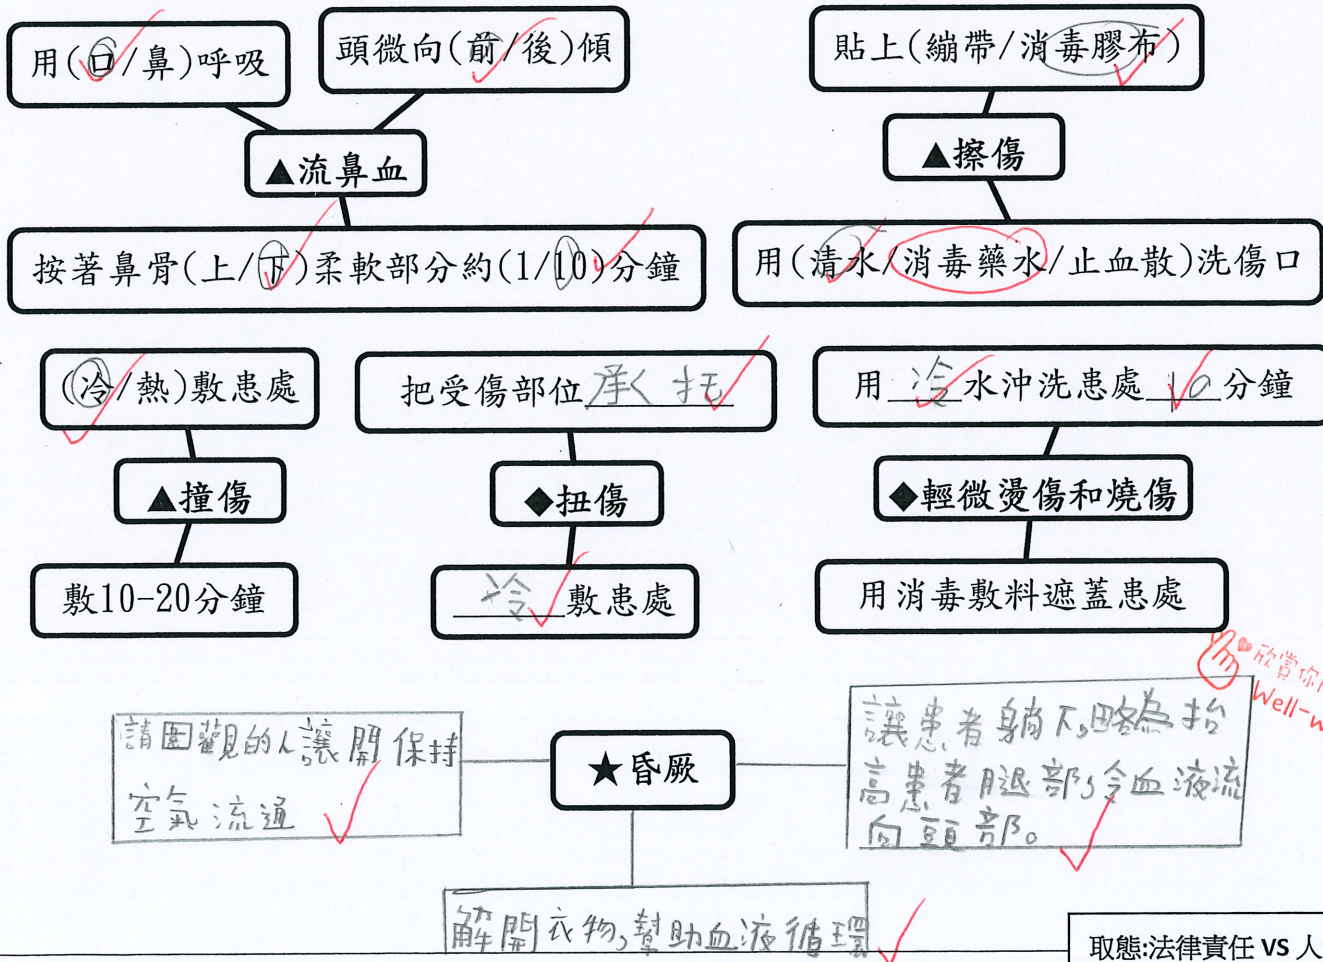 用(口/鼻)呼吸
頭微向(前/後)傾
貼上(繃帶/消毒膠布)
▲流鼻血
▲擦傷
按著鼻骨(上/下)柔軟部分約(1/10)分鐘
用(清水/消毒藥水/止血散)洗傷口
(冷/熱)敷患處
把受傷部位承托
用冷水沖洗患處10分鐘
▲撞傷
◆扭傷
◆輕微燙傷和燒傷
敷10-20分鐘
冷敷患處
用消毒敷料遮蓋患處
欣賞你
Well-w
請圍觀的人讓開保持
空氣流通
★昏厥
讓患者躺下,略為抬
高患者腿部,令血液流
向頭部。
解開衣物,幫助血液循環
取態:法律責任 VS 人